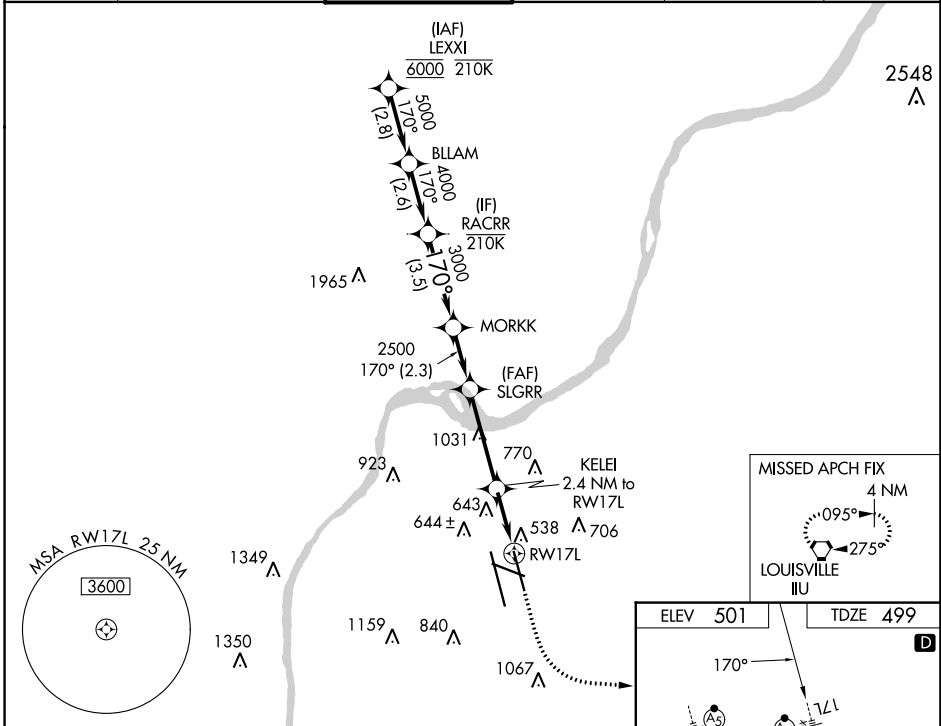 (IAF)
LEXXI
6000 210K
2548
5000
170°
(2.8)
BLLAM
4000
170°
(2.6)
(IF)
RACRR
210K
3000
170°
(3.5)
1965
MORKK
2500
170° (2.3)
(FAF)
SLGRR
1031
770
923
KELEI
2.4 NM to
RW17L
643
644 ±
538
706
RW17L
MISSED APCH FIX
4 NM
095°
275°
LOUISVILLE
IIU
MSA RW17L 25 NM
3600
1349
1350
1159
840
1067
ELEV 501
TDZE 499
D
170°
17L
A5